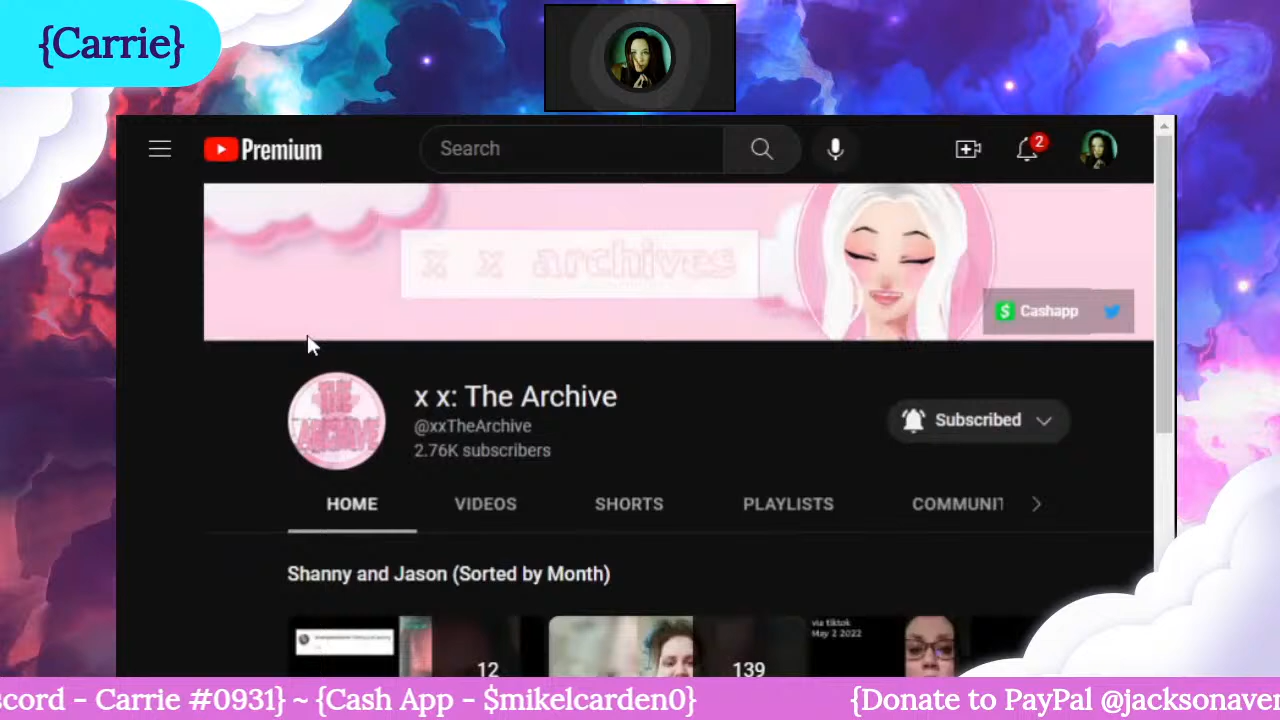 {Carrie}
Premium
Search
2
x x archives
Cashapp
x x: The Archive
@xxTheArchive
2.76K subscribers
Subscribed
HOME
VIDEOS
SHORTS
PLAYLISTS
COMMUNIT
Shanny and Jason (Sorted by Month)
12
139
via tiktok
May 2 2022
scord - Carrie #0931} ~ {Cash App - $mikelcarden0}
{Donate to PayPal @jacksonaver